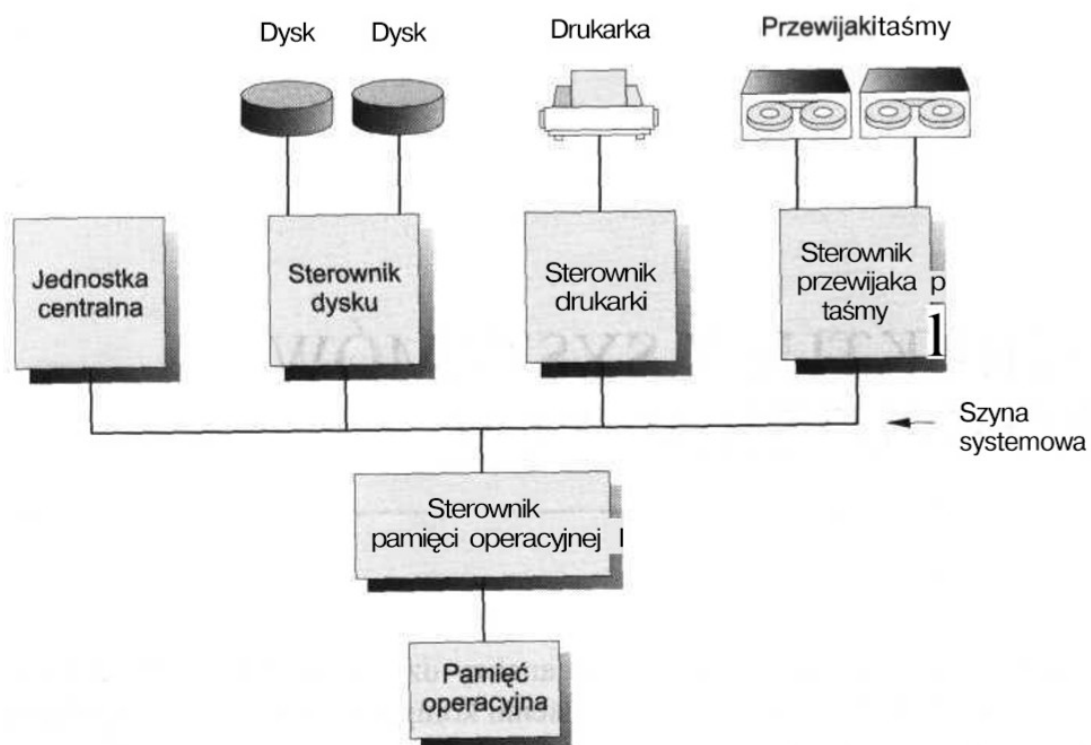 Dysk Dysk Drukarka Przewijakitaśmy
Jednostka
centralna
Sterownik
dysku
Sterownik
drukarki
Sterownik
przewijaka p
taśmy
l
Szyna
systemowa
Sterownik
pamięci operacyjnej l
Pamięć
operacyjna